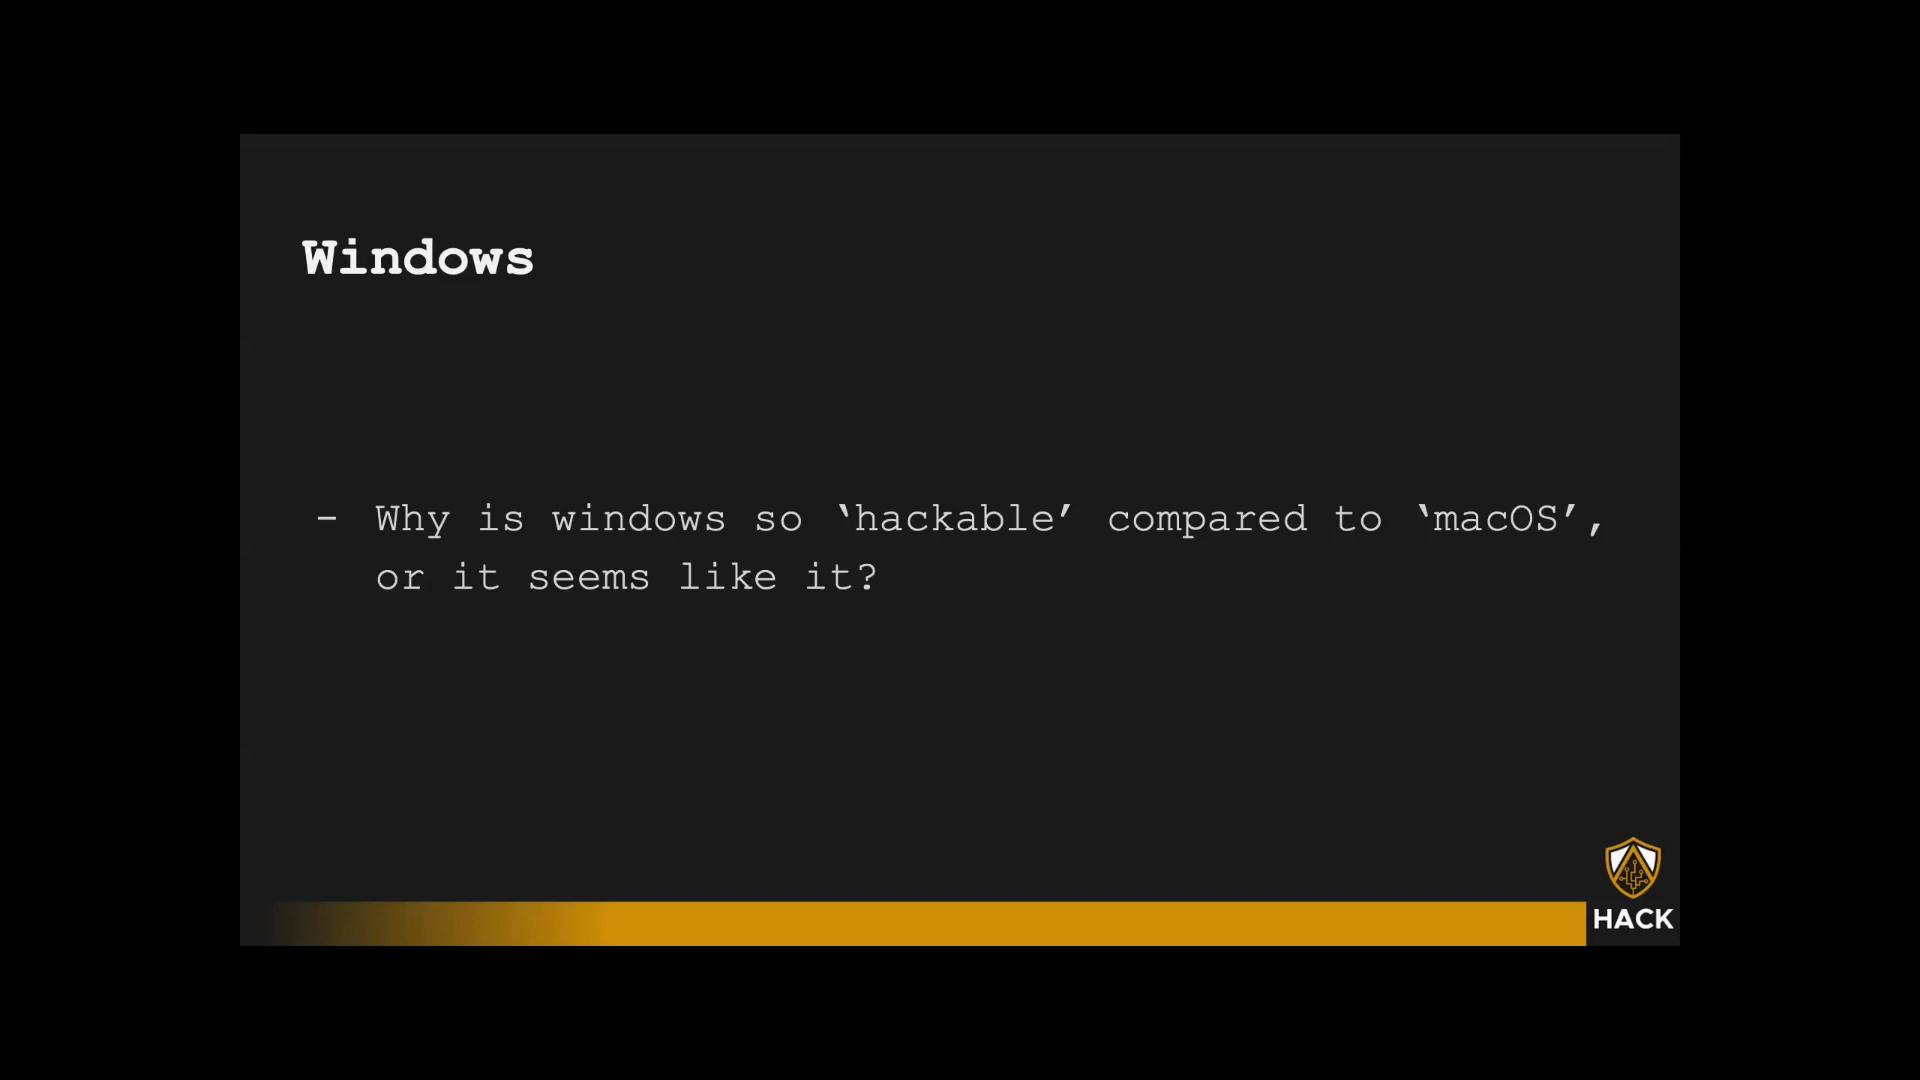 Windows
- Why is windows so ‘hackable’ compared to ‘macOS’,
or it seems like it?
HACK